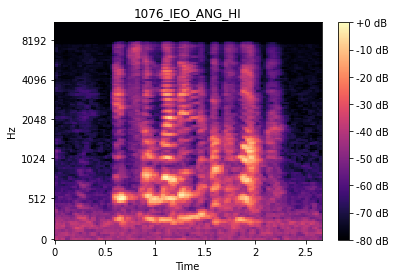 1076_IEO_ANG_HI
+0 dB
8192
-10 dB
4096
-20 dB
-30 dB
2048
-40 dB
Hz
1024
-50 dB
512
-60 dB
-70 dB
0
-80 dB
0 0.5 1 1.5 2 2.5
Time